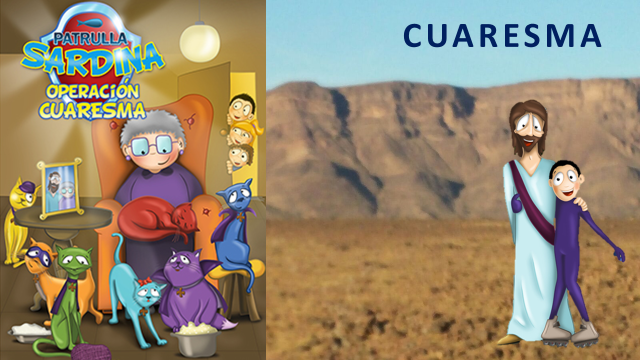 PATRULLA
SARDINA
OPERACIÓN
CUARESMA
CUARESMA